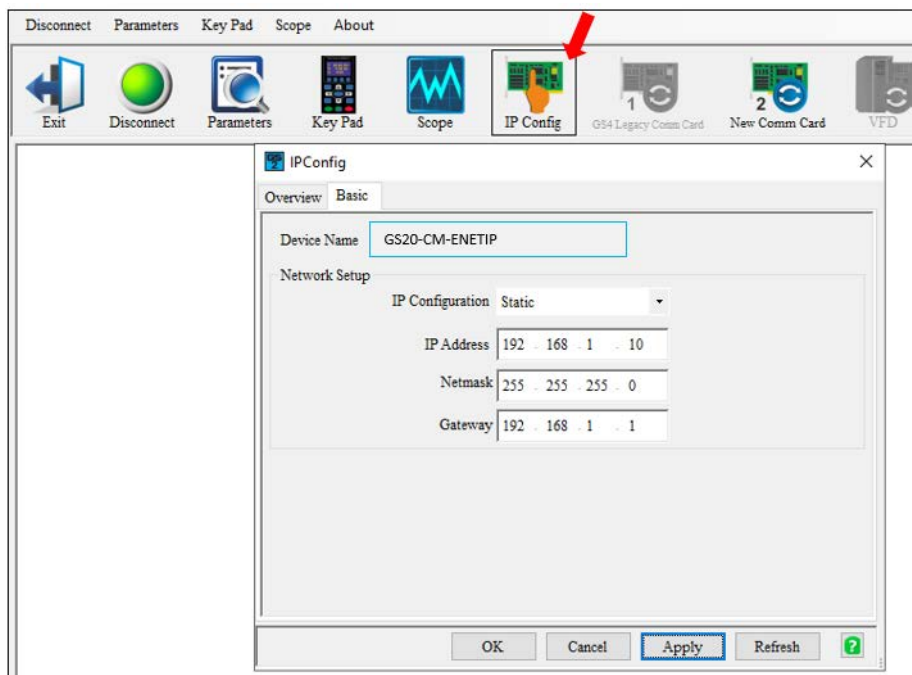 Disconnect Parameters Key Pad Scope About
1 2
Exit Disconnect Parameters Key Pad Scope IP Config GS4 Legacy Comm Card New Comm Card VFD
IPConfig
Overview Basic
Device Name GS20-CM-ENETIP
Network Setup
IP Configuration Static
IP Address 192 . 168 . 1 . 10
Netmask 255 . 255 . 255 . 0
Gateway 192 . 168 . 1 . 1
OK Cancel Apply Refresh ?